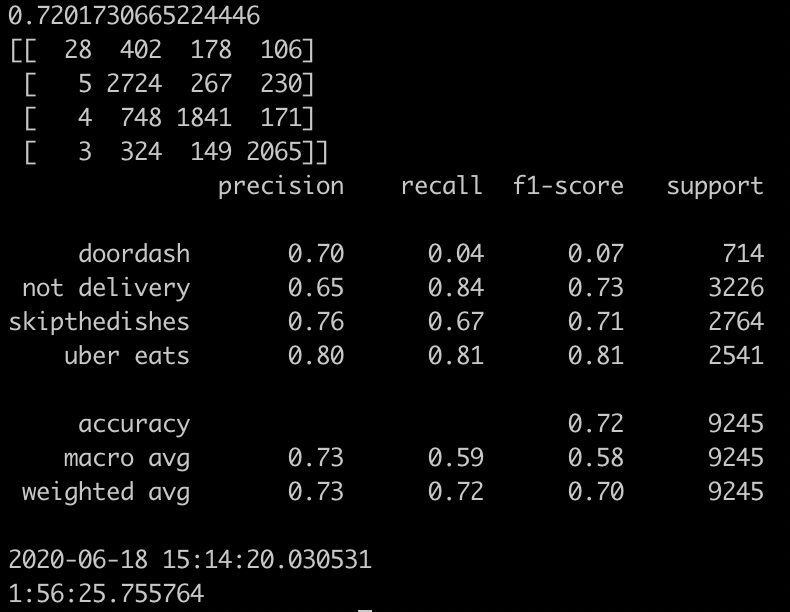 0.7201730665224446
[[  28  402  178  106]
 [   5 2724  267  230]
 [   4  748 1841  171]
 [   3  324  149 2065]]
              precision    recall  f1-score   support

     doordash       0.70      0.04      0.07       714
 not delivery       0.65      0.84      0.73      3226
skipthedishes       0.76      0.67      0.71      2764
    uber eats       0.80      0.81      0.81      2541

     accuracy                           0.72      9245
    macro avg       0.73      0.59      0.58      9245
 weighted avg       0.73      0.72      0.70      9245

2020-06-18 15:14:20.030531
1:56:25.755764